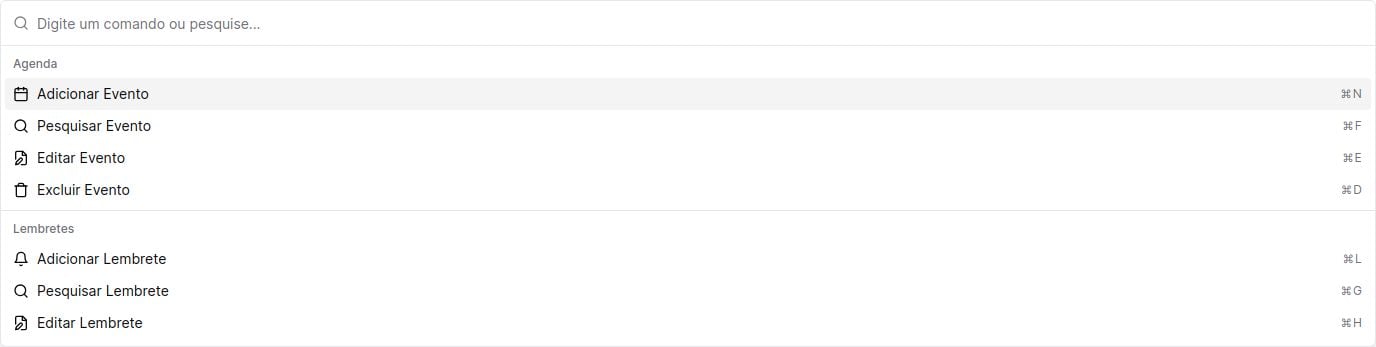 Digite um comando ou pesquise...
Agenda
Adicionar Evento ⌘N
Pesquisar Evento ⌘F
Editar Evento ⌘E
Excluir Evento ⌘D
Lembretes
Adicionar Lembrete ⌘L
Pesquisar Lembrete ⌘G
Editar Lembrete ⌘H